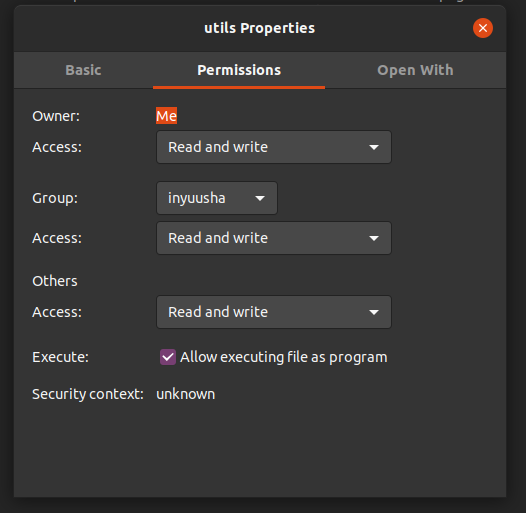 utils Properties
Basic Permissions Open With
Owner: Me
Access: Read and write
Group: inyuusha
Access: Read and write
Others
Access: Read and write
Execute: Allow executing file as program
Security context: unknown